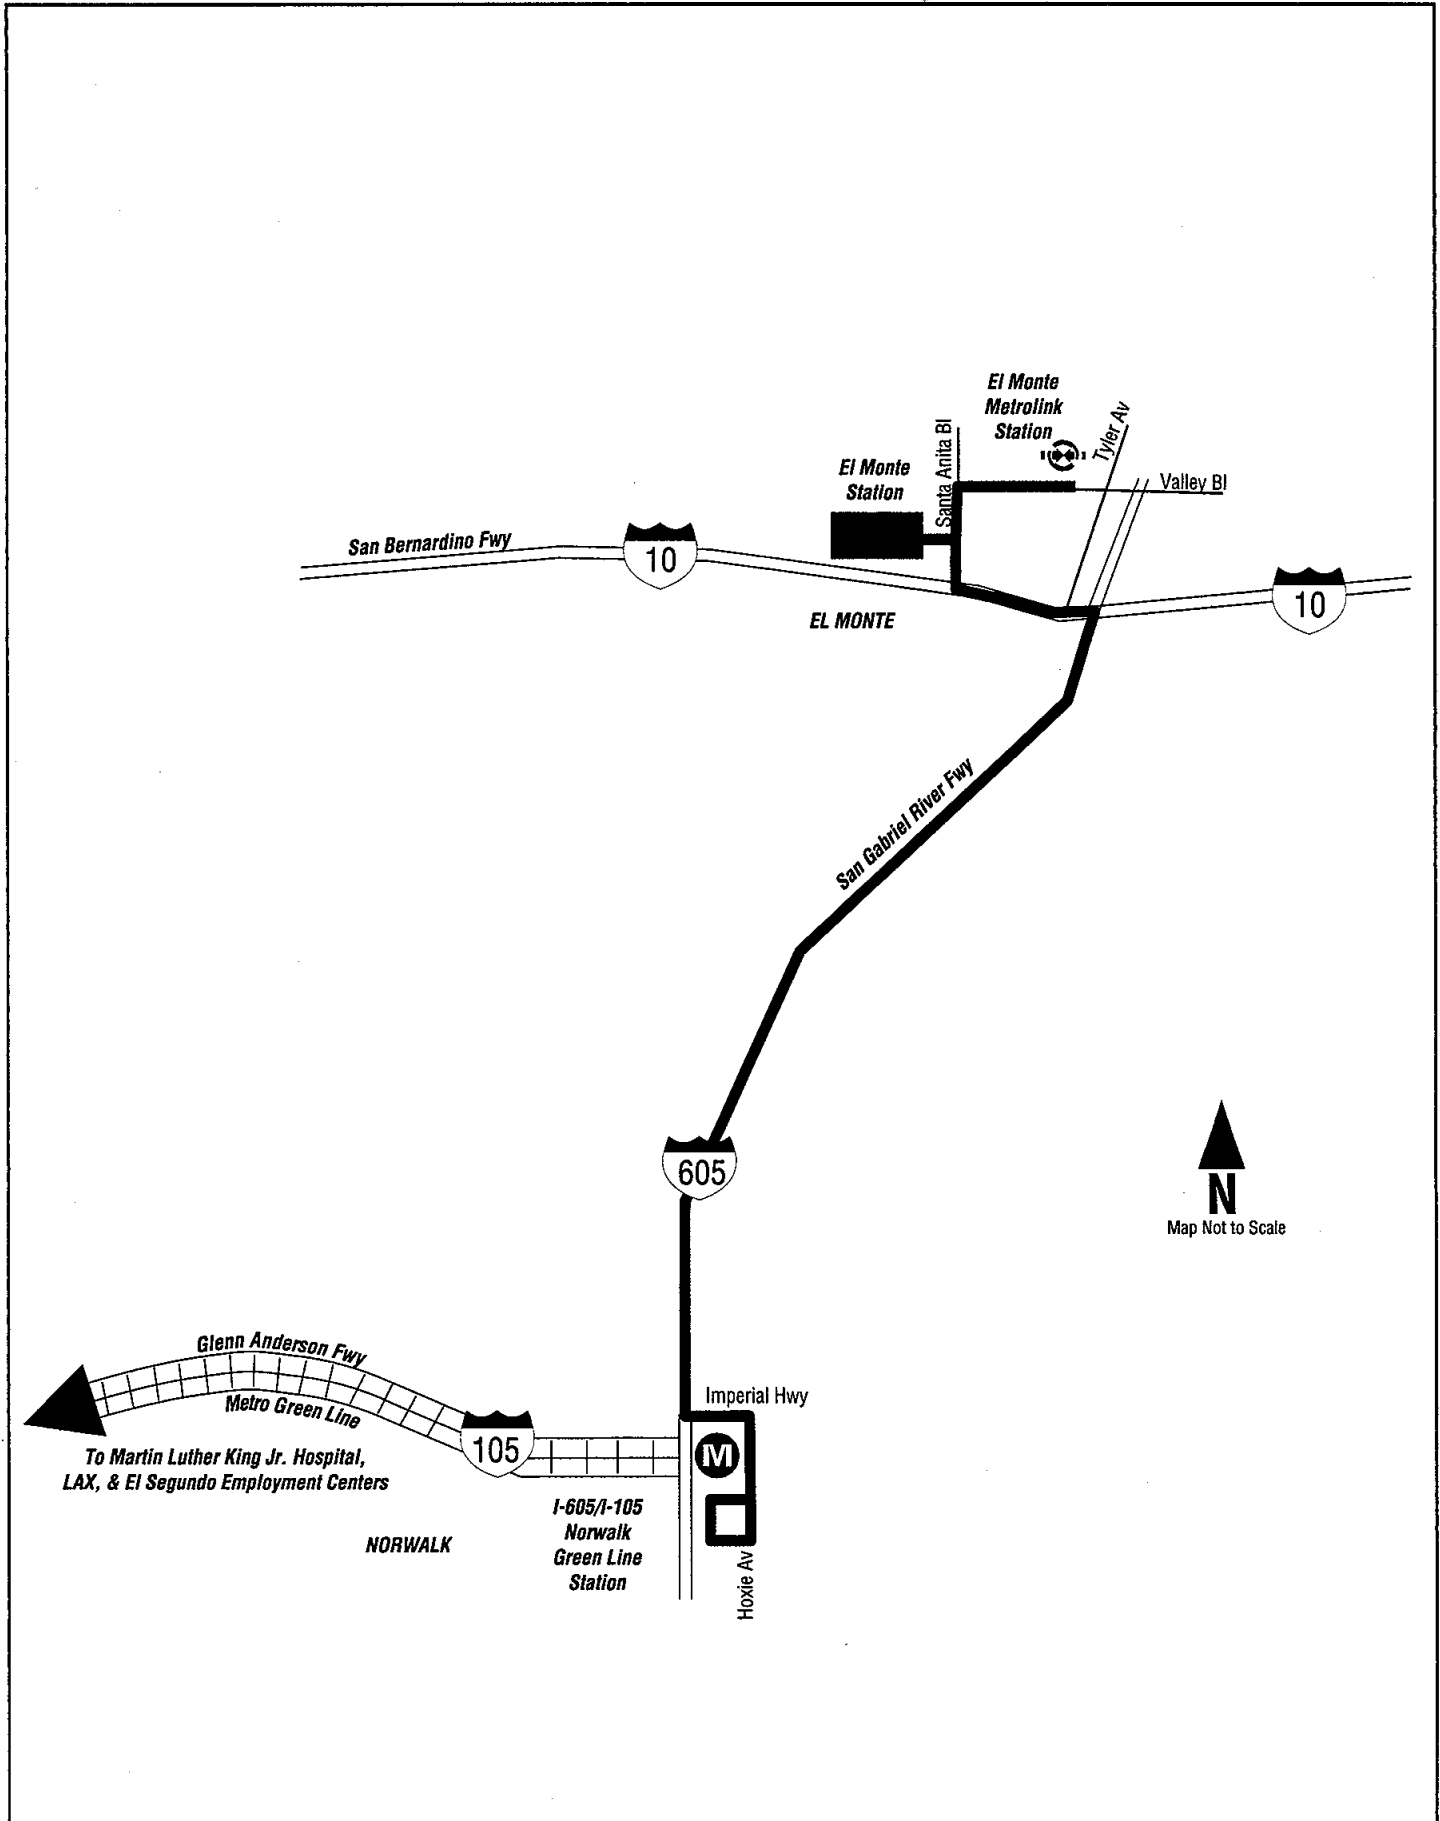 El Monte
Metrolink
Station
Tyler Av
Santa Anita Bl
El Monte
Station
Valley Bl
San Bernardino Fwy
10
10
EL MONTE
San Gabriel River Fwy
605
N
Map Not to Scale
Glenn Anderson Fwy
Metro Green Line
Imperial Hwy
105
M
To Martin Luther King Jr. Hospital,
LAX, & El Segundo Employment Centers
I-605/I-105
Norwalk
Green Line
Station
NORWALK
Hoxie Av